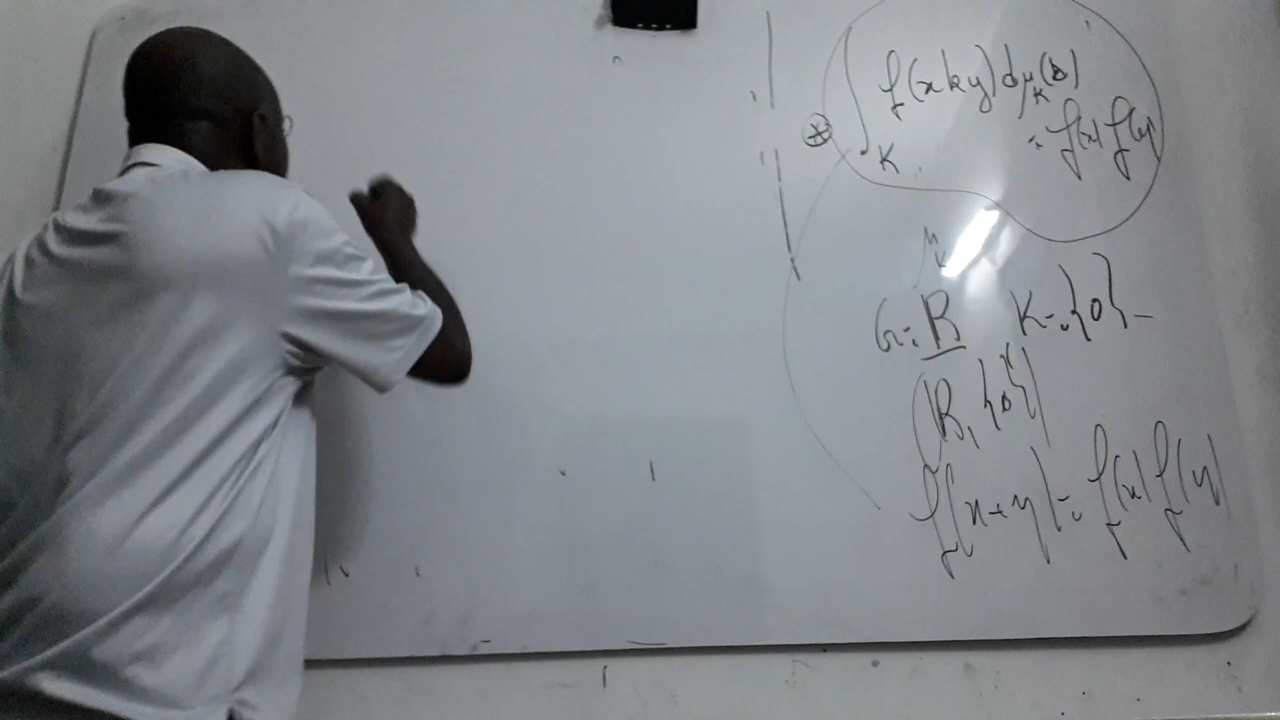 ⊛ ∫_K f(xky)dμ_K(k)
= f(x) f(y)
μ_K
G = R K = {0}
(R, {0})
f(x+y) = f(x) f(y)